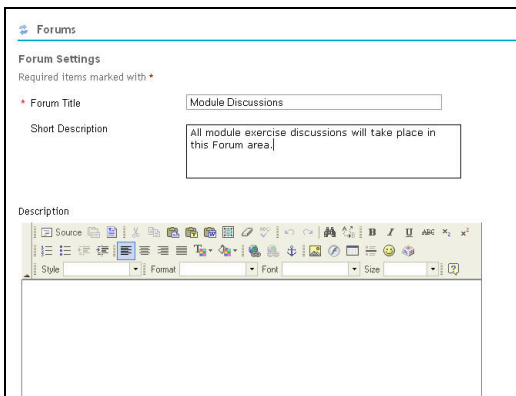 Forums
Forum Settings
Required items marked with *
* Forum Title
Module Discussions
Short Description
All module exercise discussions will take place in
this Forum area.
Description
Source
B I U ABC x₂ x²
Style Format Font Size